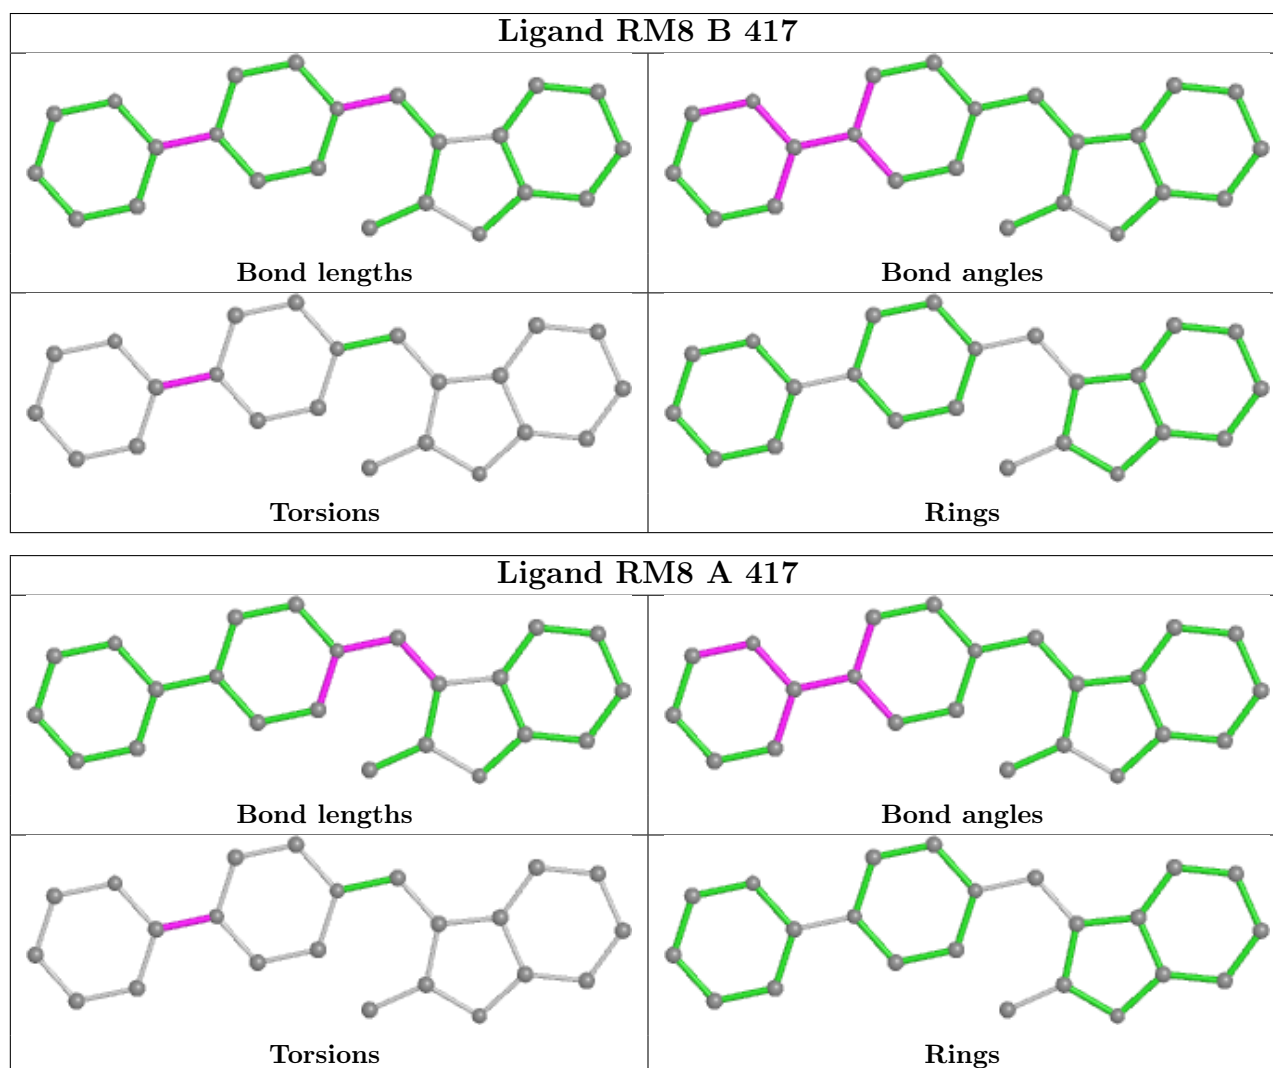 Ligand RM8 B 417
Bond lengths
Bond angles
Torsions
Rings
Ligand RM8 A 417
Bond lengths
Bond angles
Torsions
Rings